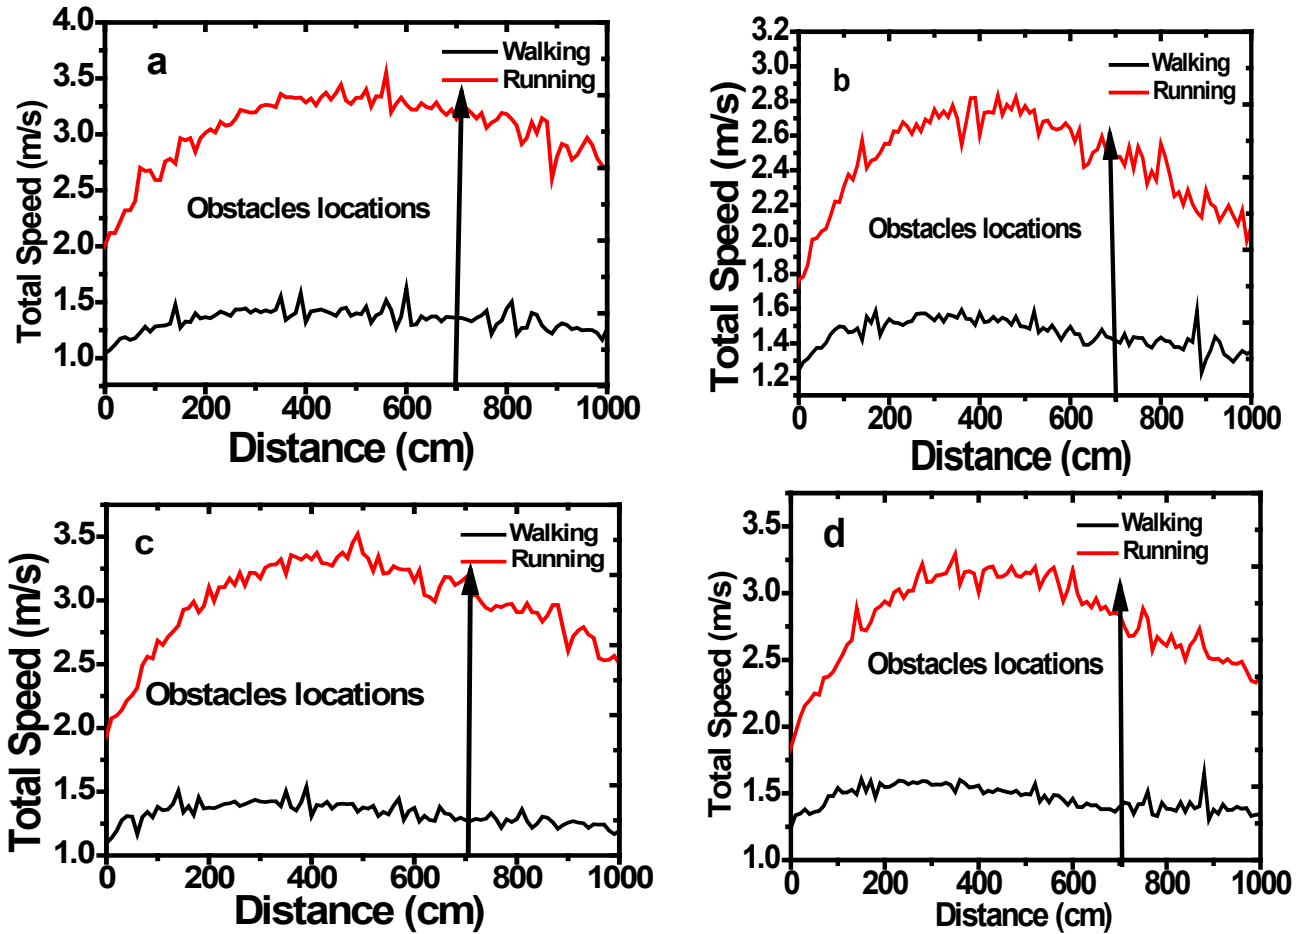 a
Walking
Running
Obstacles locations
Total Speed (m/s)
4.0
3.5
3.0
2.5
2.0
1.5
1.0
0 200 400 600 800 1000
Distance (cm)
b
Walking
Running
Obstacles locations
Total Speed (m/s)
3.2
3.0
2.8
2.6
2.4
2.2
2.0
1.8
1.6
1.4
1.2
0 200 400 600 800 1000
Distance (cm)
c
Walking
Running
Obstacles locations
Total Speed (m/s)
3.5
3.0
2.5
2.0
1.5
1.0
0 200 400 600 800 1000
Distance (cm)
d
Walking
Running
Obstacles locations
Total Speed (m/s)
3.5
3.0
2.5
2.0
1.5
1.0
0 200 400 600 800 1000
Distance (cm)